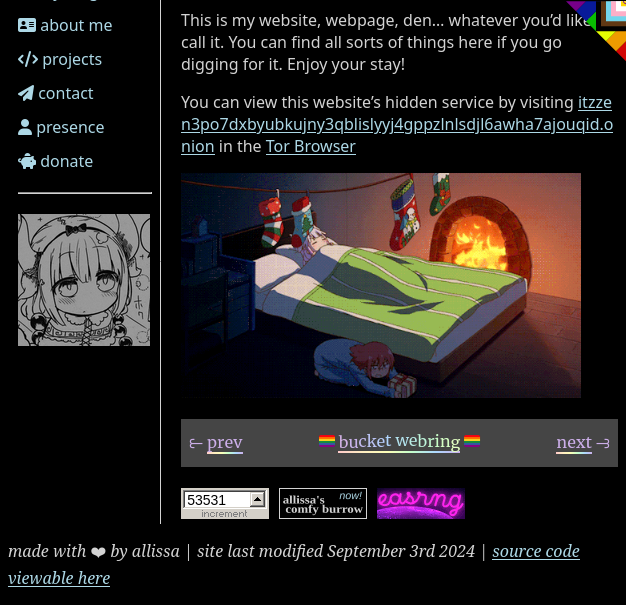 about me
projects
contact
presence
donate
This is my website, webpage, den... whatever you’d like
call it. You can find all sorts of things here if you go
digging for it. Enjoy your stay!
You can view this website’s hidden service by visiting itzze
n3po7dxbyubkujny3qblislyyj4gppzlnlsdjl6awha7ajouqid.o
nion in the Tor Browser
prev
bucket webring
next
53531
increment
allissa's now!
comfy burrow
easrng
made with ❤ by allissa | site last modified September 3rd 2024 | source code
viewable here